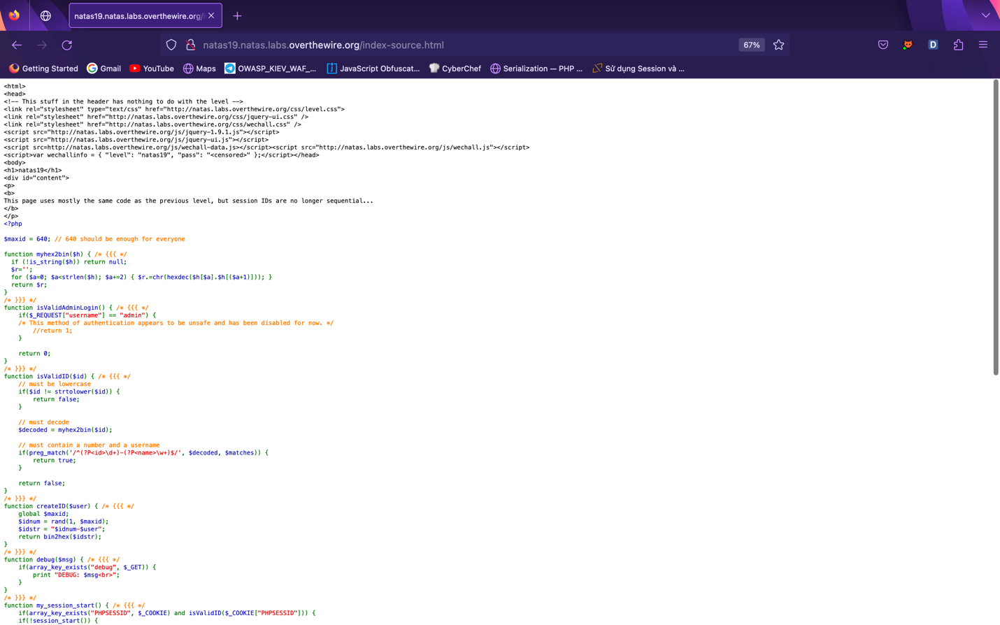 natas19.natas.labs.overthewire.org/
natas19.natas.labs.overthewire.org/index-source.html
67%
D
Getting Started
Gmail
YouTube
Maps
OWASP_KIEV_WAF_...
JavaScript Obfuscat...
CyberChef
Serialization — PHP ...
Sử dụng Session và ...
<html>
<head>
<!-- This stuff in the header has nothing to do with the level -->
<link rel="stylesheet" type="text/css" href="http://natas.labs.overthewire.org/css/level.css">
<link rel="stylesheet" href="http://natas.labs.overthewire.org/css/jquery-ui.css" />
<link rel="stylesheet" href="http://natas.labs.overthewire.org/css/wechall.css" />
<script src="http://natas.labs.overthewire.org/js/jquery-1.9.1.js"></script>
<script src="http://natas.labs.overthewire.org/js/jquery-ui.js"></script>
<script src=http://natas.labs.overthewire.org/js/wechall-data.js></script><script src="http://natas.labs.overthewire.org/js/wechall.js"></script>
<script>var wechallinfo = { "level": "natas19", "pass": "<censored>" };</script></head>
<body>
<h1>natas19</h1>
<div id="content">
<p>
<b>
This page uses mostly the same code as the previous level, but session IDs are no longer sequential...
</b>
</p>
<?php

$maxid = 640; // 640 should be enough for everyone

function myhex2bin($h) { /* {{{ */
  if (!is_string($h)) return null;
  $r='';
  for ($a=0; $a<strlen($h); $a+=2) { $r.=chr(hexdec($h[$a].$h[($a+1)])); }
  return $r;
}
/* }}} */
function isValidAdminLogin() { /* {{{ */
    if($_REQUEST["username"] == "admin") {
    /* This method of authentication appears to be unsafe and has been disabled for now. */
        //return 1;
    }

    return 0;
}
/* }}} */
function isValidID($id) { /* {{{ */
    // must be lowercase
    if($id != strtolower($id)) {
        return false;
    }

    // must decode
    $decoded = myhex2bin($id);

    // must contain a number and a username
    if(preg_match('/^(?P<id>\d+)-(?P<name>\w+)$/', $decoded, $matches)) {
        return true;
    }

    return false;
}
/* }}} */
function createID($user) { /* {{{ */
    global $maxid;
    $idnum = rand(1, $maxid);
    $idstr = "$idnum-$user";
    return bin2hex($idstr);
}
/* }}} */
function debug($msg) { /* {{{ */
    if(array_key_exists("debug", $_GET)) {
        print "DEBUG: $msg<br>";
    }
}
/* }}} */
function my_session_start() { /* {{{ */
    if(array_key_exists("PHPSESSID", $_COOKIE) and isValidID($_COOKIE["PHPSESSID"])) {
    if(!session_start()) {